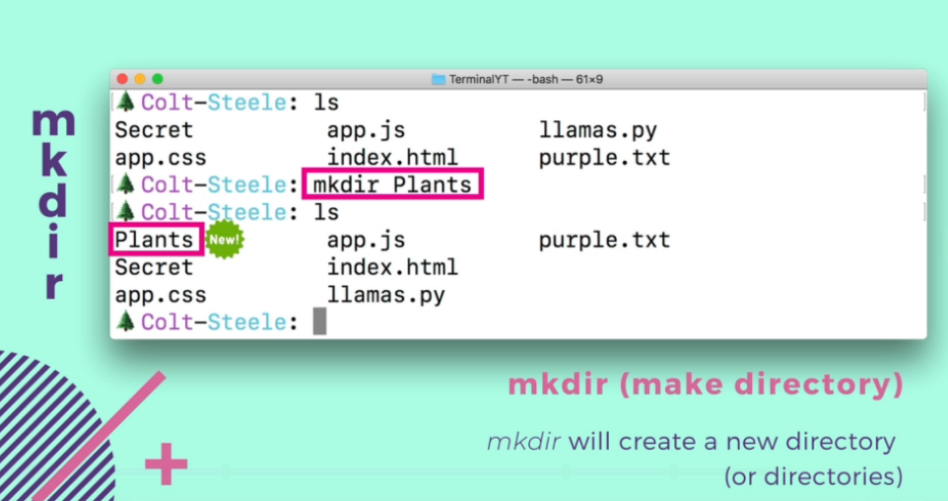 mkdir
TerminalYT — -bash — 61×9
Colt-Steele: ls
Secret app.js llamas.py
app.css index.html purple.txt
Colt-Steele: mkdir Plants
Colt-Steele: ls
Plants New! app.js purple.txt
Secret index.html
app.css llamas.py
Colt-Steele:
mkdir (make directory)
mkdir will create a new directory
(or directories)